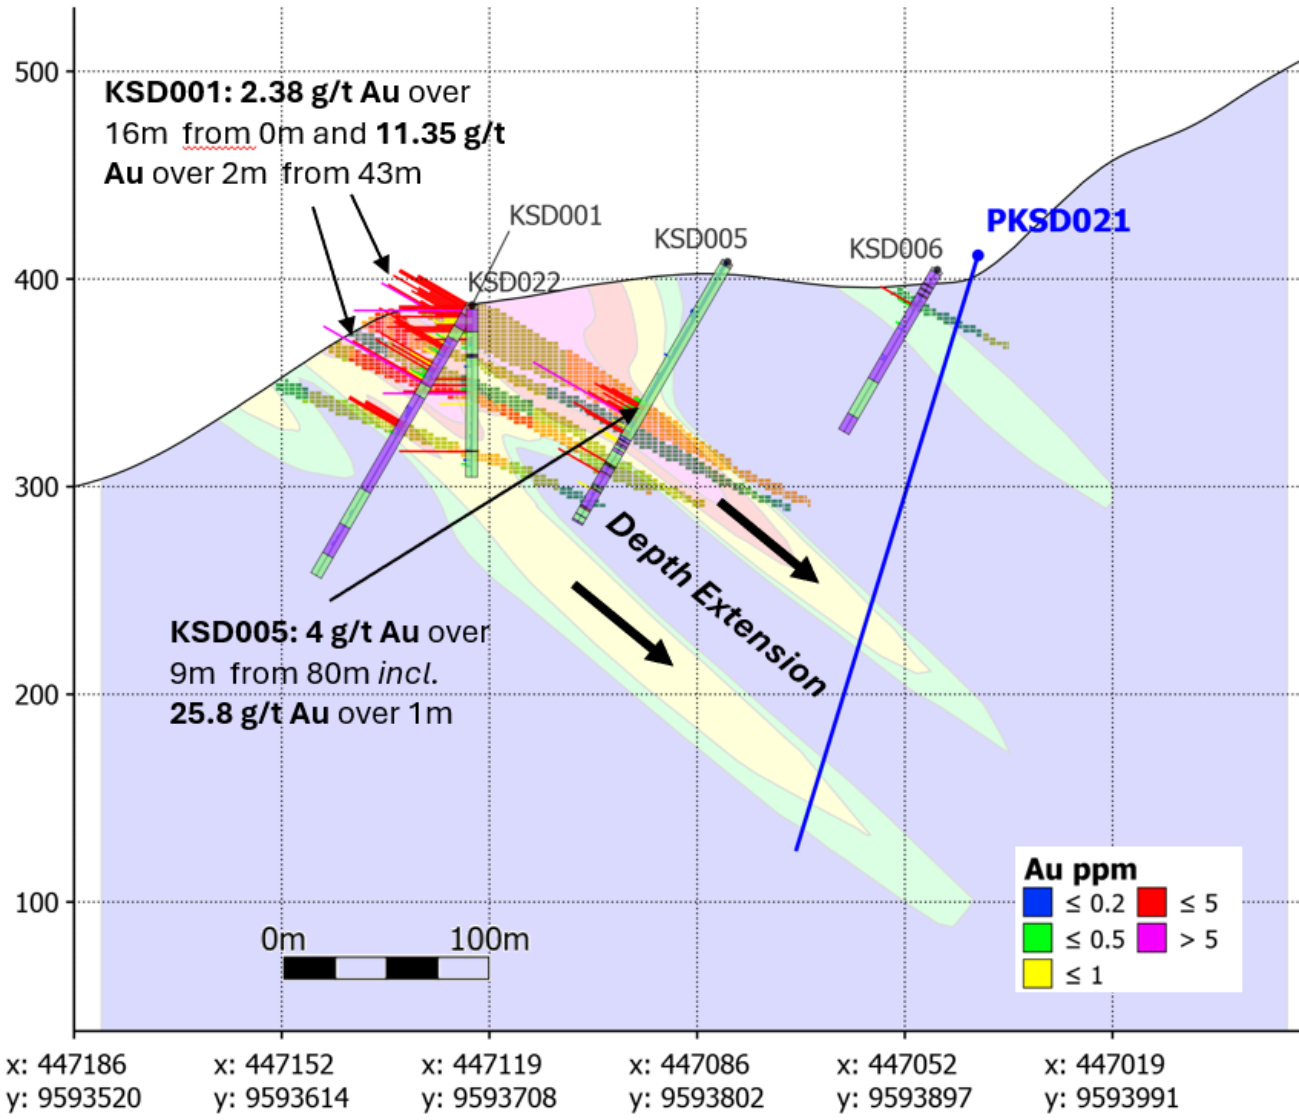 500
KSD001: 2.38 g/t Au over
16m from 0m and 11.35 g/t
Au over 2m from 43m
KSD001
PKSD021
KSD005
KSD006
400
KSD022
300
Depth Extension
KSD005: 4 g/t Au over
9m from 80m incl.
25.8 g/t Au over 1m
200
100
Au ppm
≤ 0.2
≤ 5
≤ 0.5
> 5
≤ 1
0m 100m
x: 447186 x: 447152 x: 447119 x: 447086 x: 447052 x: 447019
y: 9593520 y: 9593614 y: 9593708 y: 9593802 y: 9593897 y: 9593991